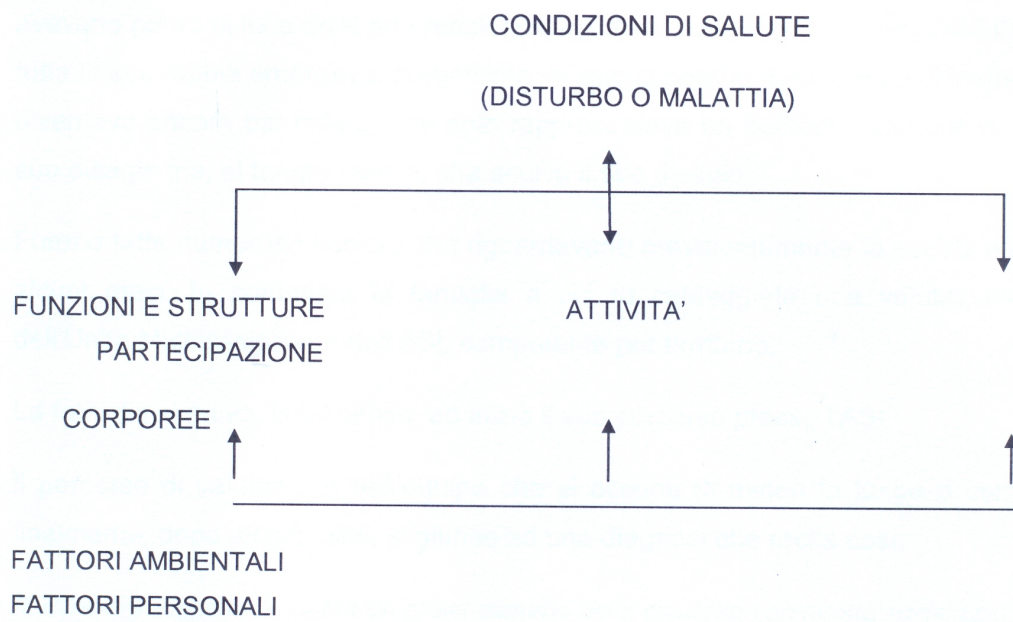 CONDIZIONI DI SALUTE
(DISTURBO O MALATTIA)
FUNZIONI E STRUTTURE ATTIVITA’
PARTECIPAZIONE
CORPOREE
FATTORI AMBIENTALI
FATTORI PERSONALI